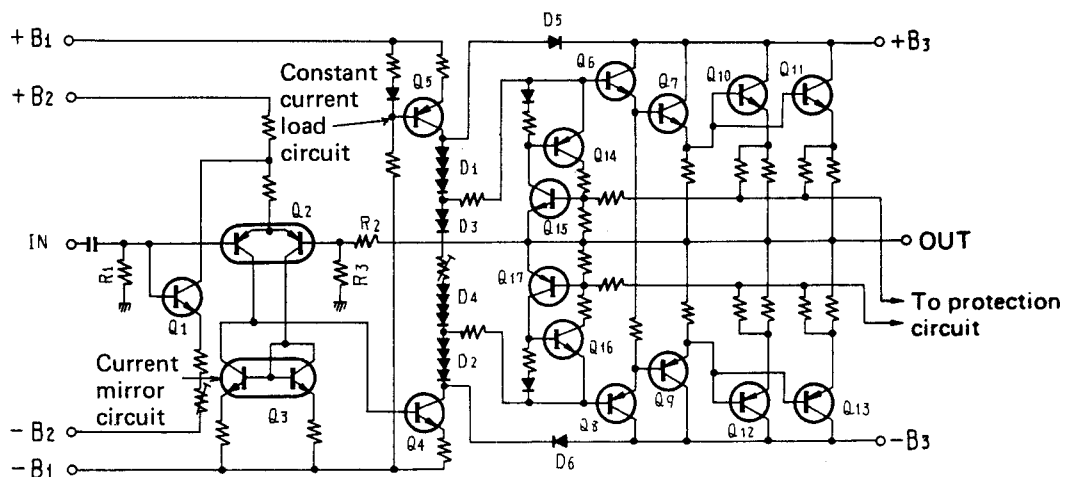 +B1
+B2
Constant
current
load
circuit
Q5
D5
Q6
Q7
Q10
Q11
+B3
D1
Q14
D3
Q2
R2
Q15
IN
OUT
R1
R3
Q17
D4
Q1
To protection
circuit
Q16
D2
Current
mirror
circuit
Q3
Q4
Q9
Q8
Q12
Q13
-B2
-B3
D6
-B1